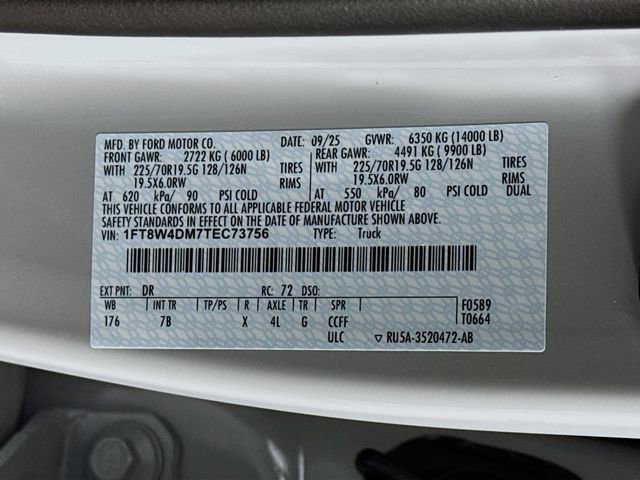 MFD. BY FORD MOTOR CO. DATE: 09/25 GVWR: 6350 KG (14000 LB)
FRONT GAWR: 2722 KG ( 6000 LB) REAR GAWR: 4491 KG ( 9900 LB)
WITH 225/70R19.5G 128/126N TIRES WITH 225/70R19.5G 128/126N TIRES
19.5X6.0RW RIMS 19.5X6.0RW RIMS
AT 620 kPa/ 90 PSI COLD AT 550 kPa/ 80 PSI COLD DUAL
THIS VEHICLE CONFORMS TO ALL APPLICABLE FEDERAL MOTOR VEHICLE
SAFETY STANDARDS IN EFFECT ON THE DATE OF MANUFACTURE SHOWN ABOVE.
VIN: 1FT8W4DM7TEC73756 TYPE: Truck
EXT PNT: DR RC: 72 DSO:
WB INT TR TP/PS R AXLE TR SPR F0589
176 7B X 4L G CCFF T0664
ULC ▽ RU5A-3520472-AB